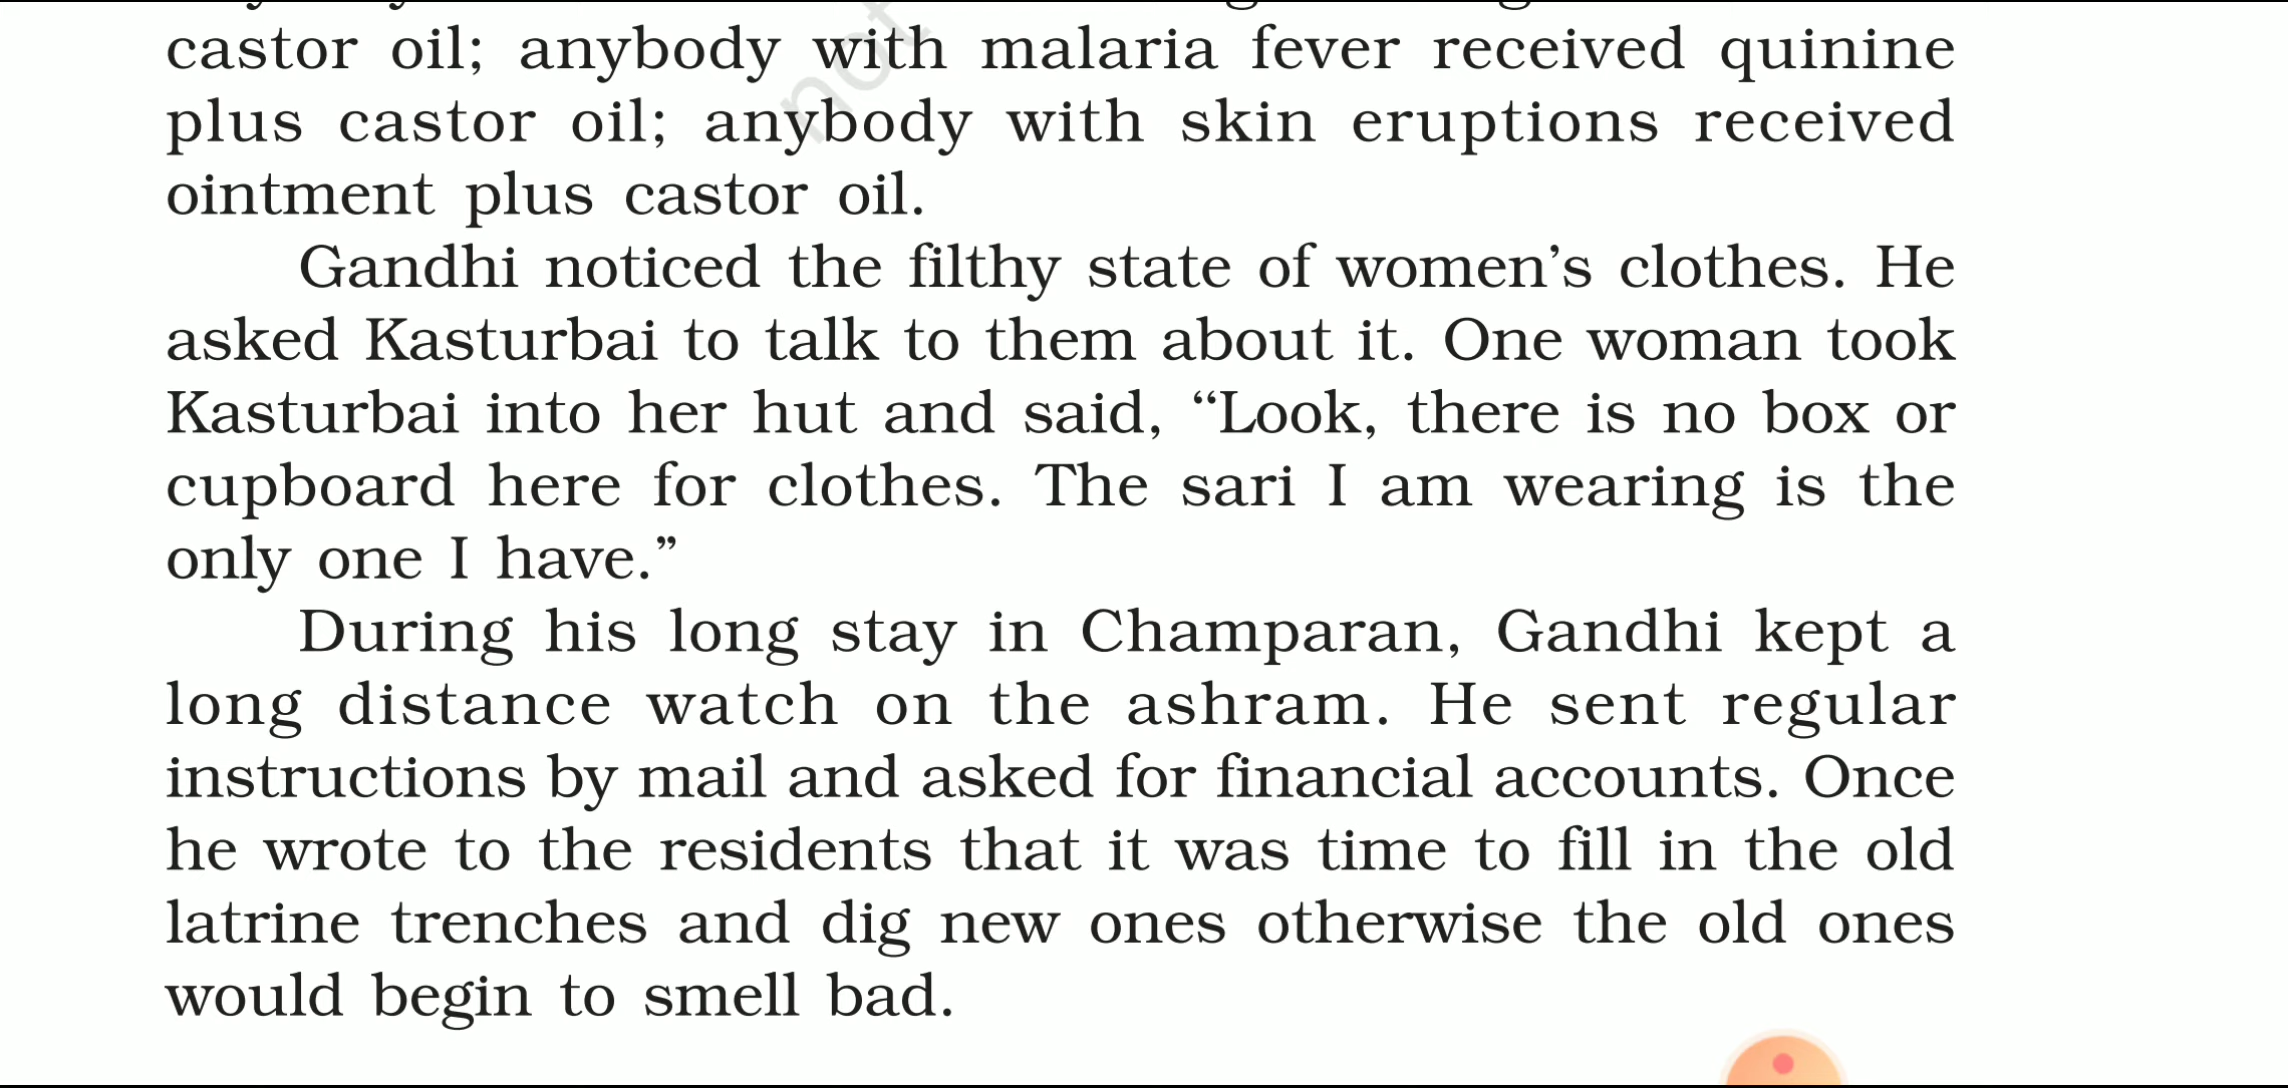 castor oil; anybody with malaria fever received quinine
plus castor oil; anybody with skin eruptions received
ointment plus castor oil.
Gandhi noticed the filthy state of women’s clothes. He
asked Kasturbai to talk to them about it. One woman took
Kasturbai into her hut and said, “Look, there is no box or
cupboard here for clothes. The sari I am wearing is the
only one I have.”
During his long stay in Champaran, Gandhi kept a
long distance watch on the ashram. He sent regular
instructions by mail and asked for financial accounts. Once
he wrote to the residents that it was time to fill in the old
latrine trenches and dig new ones otherwise the old ones
would begin to smell bad.
not